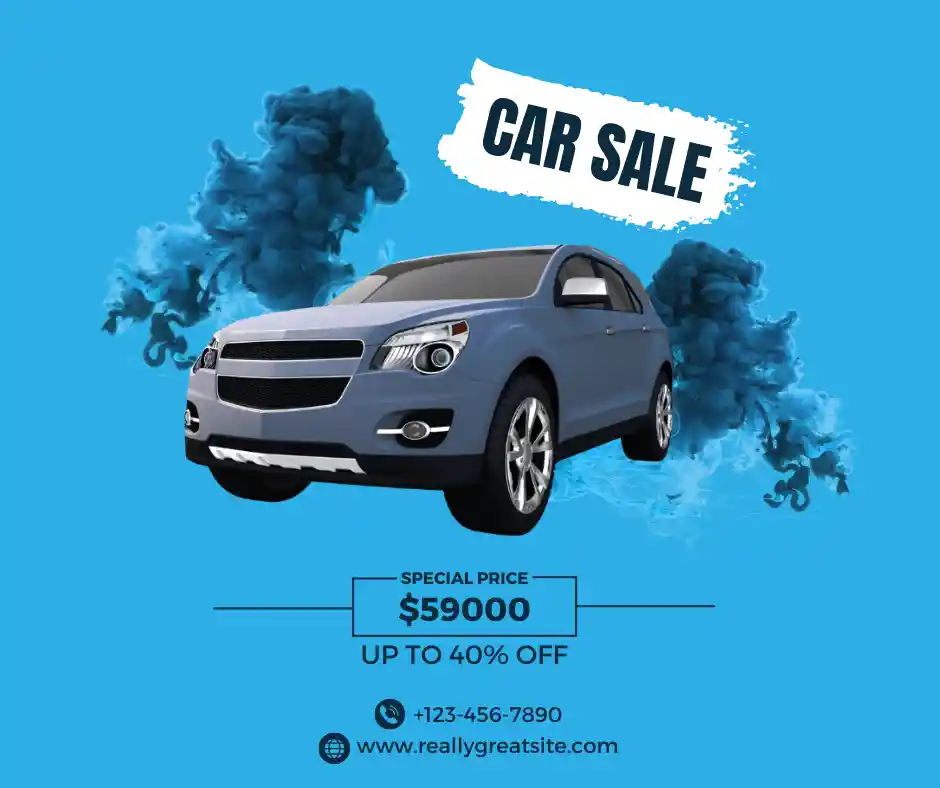 CAR SALE
SPECIAL PRICE
$59000
UP TO 40% OFF
+123-456-7890
www.reallygreatsite.com